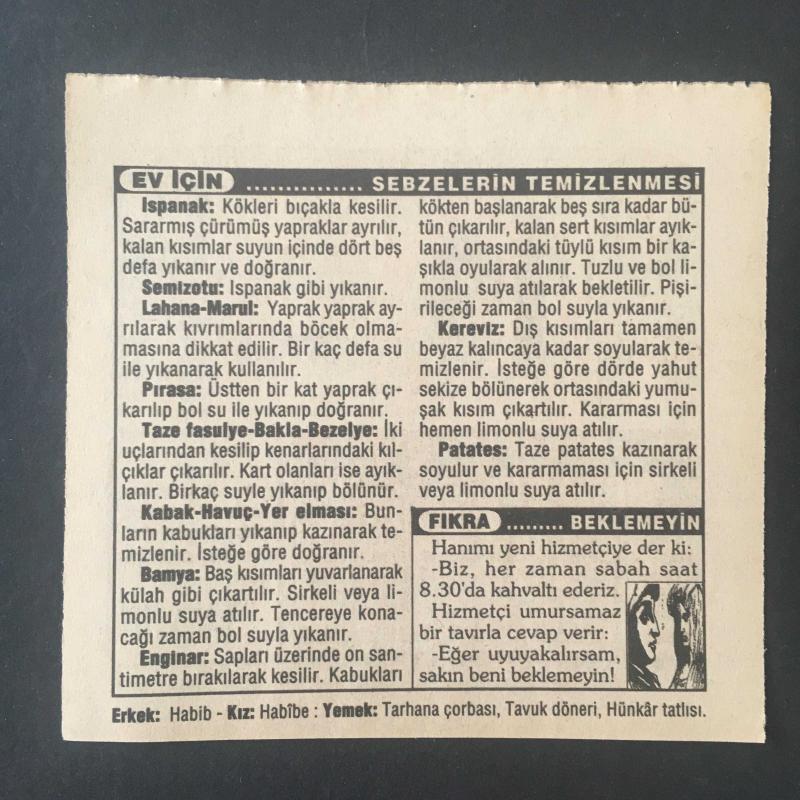 EV İÇİN ............... SEBZELERİN TEMİZLENMESİ
Ispanak: Kökleri bıçakla kesilir.
Sararmış çürümüş yapraklar ayrılır,
kalan kısımlar suyun içinde dört beş
defa yıkanır ve doğranır.
Semizotu: Ispanak gibi yıkanır.
Lahana-Marul: Yaprak yaprak ay-
rılarak kıvrımlarında böcek olma-
masına dikkat edilir. Bir kaç defa su
ile yıkanarak kullanılır.
Pırasa: Üstten bir kat yaprak çı-
karılıp bol su ile yıkanıp doğranır.
Taze fasulye-Bakla-Bezelye: İki
uçlarından kesilip kenarlarındaki kıl-
çıklar çıkarılır. Kart olanları ise ayık-
lanır. Birkaç suyle yıkanıp bölünür.
Kabak-Havuç-Yer elması: Bun-
ların kabukları yıkanıp kazınarak te-
mizlenir. İsteğe göre doğranır.
Bamya: Baş kısımları yuvarlanarak
külah gibi çıkartılır. Sirkeli veya li-
monlu suya atılır. Tencereye kona-
cağı zaman bol suyla yıkanır.
Enginar: Sapları üzerinde on san-
timetre bırakılarak kesilir. Kabukları
kökten başlanarak beş sıra kadar bü-
tün çıkarılır, kalan sert kısımlar ayık-
lanır, ortasındaki tüylü kısım bir ka-
şıkla oyularak alınır. Tuzlu ve bol li-
monlu suya atılarak bekletilir. Pişi-
rileceği zaman bol suyla yıkanır.
Kereviz: Dış kısımları tamamen
beyaz kalıncaya kadar soyularak te-
mizlenir. İsteğe göre dörde yahut
sekize bölünerek ortasındaki yumu-
şak kısım çıkartılır. Kararması için
hemen limonlu suya atılır.
Patates: Taze patates kazınarak
soyulur ve kararmaması için sirkeli
veya limonlu suya atılır.
FIKRA ......... BEKLEMEYİN
Hanımı yeni hizmetçiye der ki:
-Biz, her zaman sabah saat
8.30'da kahvaltı ederiz.
Hizmetçi umursamaz
bir tavırla cevap verir:
-Eğer uyuyakalırsam,
sakın beni beklemeyin!
Erkek: Habib - Kız: Habîbe : Yemek: Tarhana çorbası, Tavuk döneri, Hünkâr tatlısı.